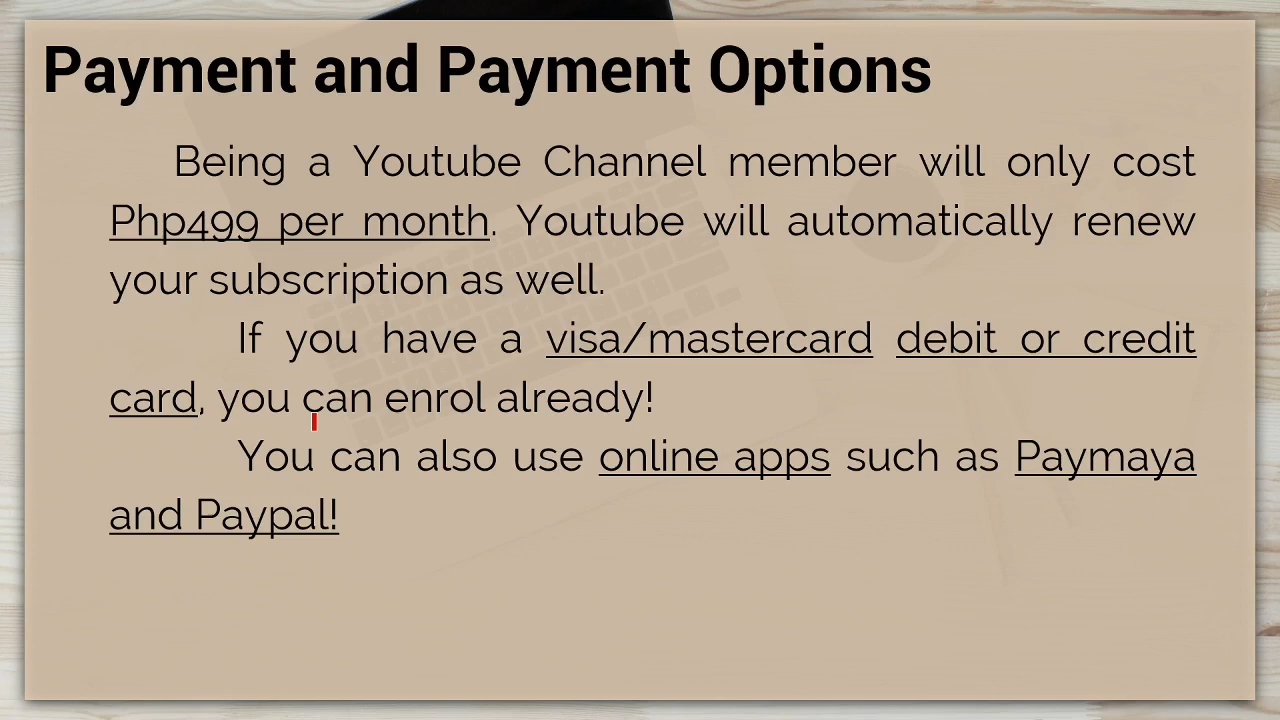 Payment and Payment Options
Being a Youtube Channel member will only cost
Php499 per month. Youtube will automatically renew
your subscription as well.
If you have a visa/mastercard debit or credit
card, you can enrol already!
You can also use online apps such as Paymaya
and Paypal!